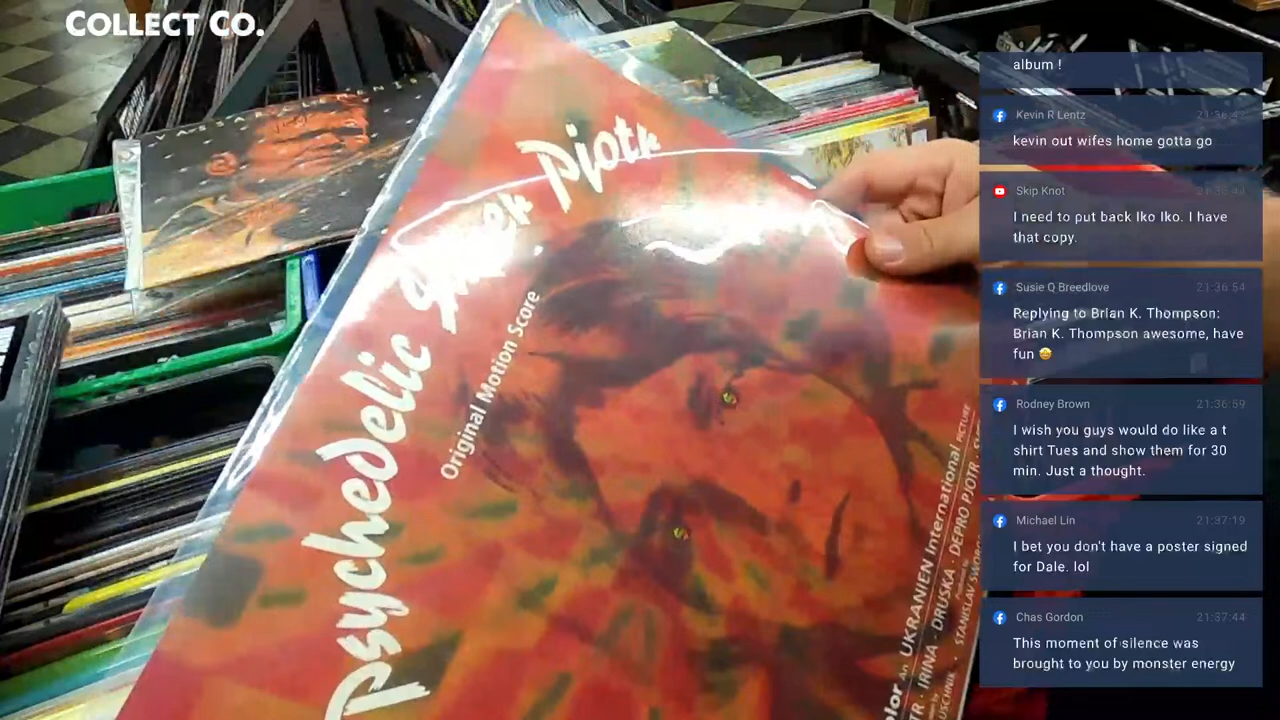 COLLECT CO.
Psychedelic
Pjotr
Original Motion Score
UKRANIEN International PICTURE
IRINA · DRUSKA · DEPRO PJOTR ·
album !
Kevin R Lentz
kevin out wifes home gotta go
Skip Knot
I need to put back Iko Iko. I have
that copy.
Susie Q Breedlove 21:36:54
Replying to Brian K. Thompson:
Brian K. Thompson awesome, have
fun 🤩
Rodney Brown 21:36:59
I wish you guys would do like a t
shirt Tues and show them for 30
min. Just a thought.
Michael Lin 21:37:19
I bet you don't have a poster signed
for Dale. lol
Chas Gordon 21:37:44
This moment of silence was
brought to you by monster energy